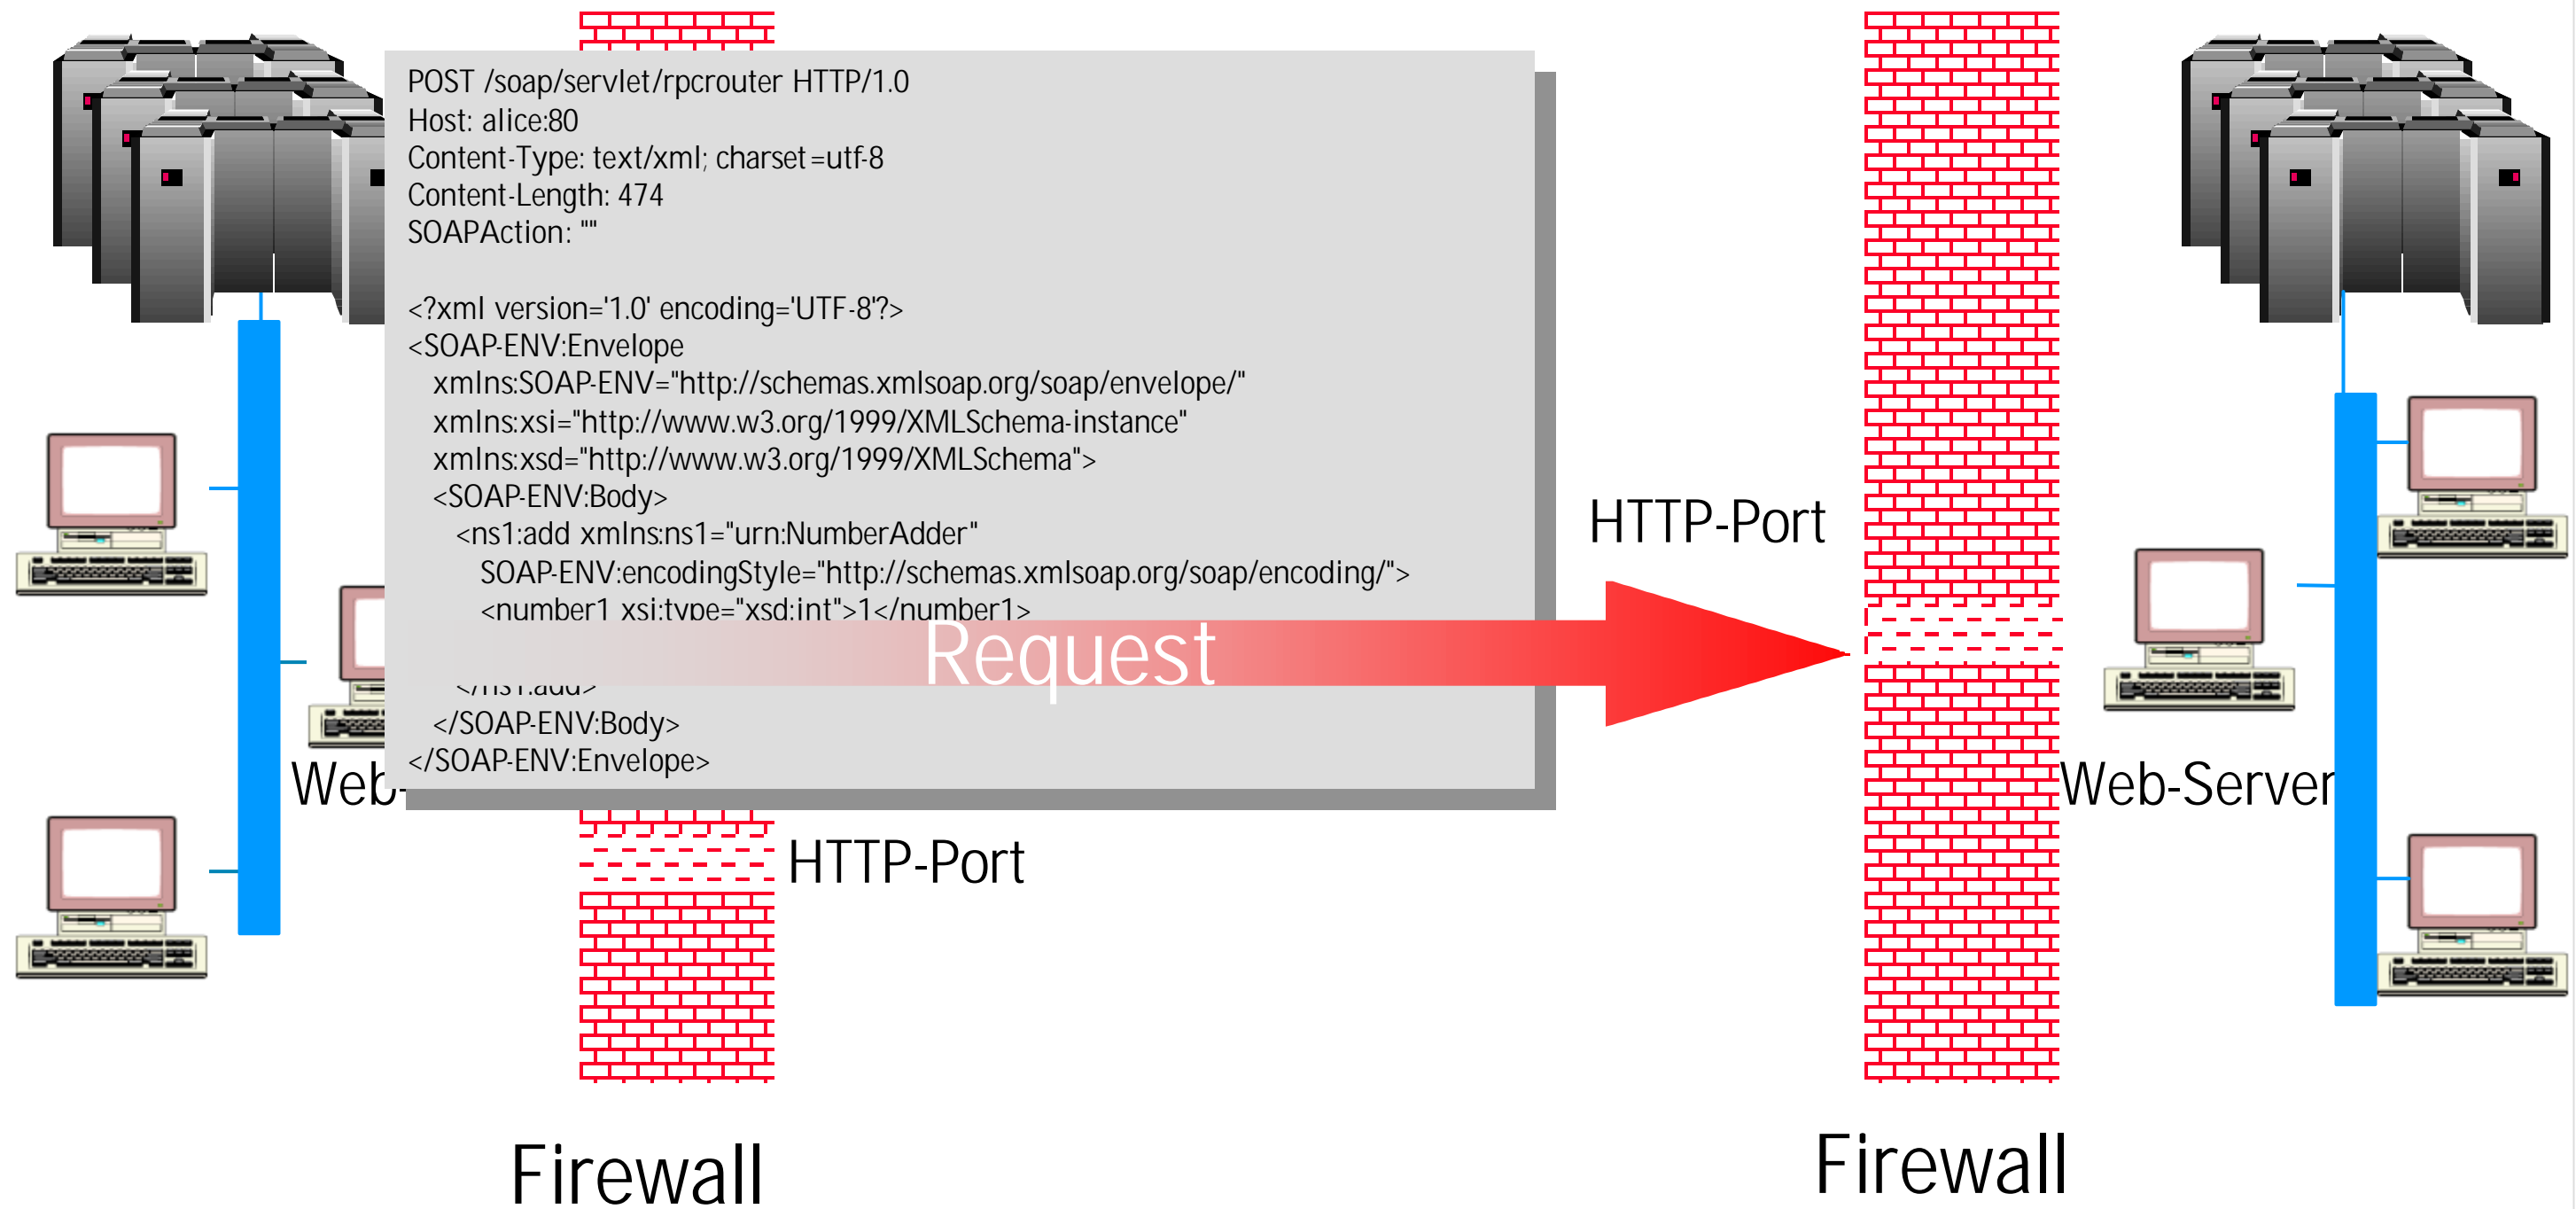 POST /soap/servlet/rpcrouter HTTP/1.0
Host: alice:80
Content-Type: text/xml; charset=utf-8
Content-Length: 474
SOAPAction: ""
<?xml version='1.0' encoding='UTF-8'?>
<SOAP-ENV:Envelope
xmlns:SOAP-ENV="http://schemas.xmlsoap.org/soap/envelope/"
xmlns:xsi="http://www.w3.org/1999/XMLSchema-instance"
xmlns:xsd="http://www.w3.org/1999/XMLSchema">
<SOAP-ENV:Body>
<ns1:add xmlns:ns1="urn:NumberAdder"
SOAP-ENV:encodingStyle="http://schemas.xmlsoap.org/soap/encoding/">
<number1 xsi:type="xsd:int">1</number1>
Request
</ns1:add>
</SOAP-ENV:Body>
</SOAP-ENV:Envelope>
HTTP-Port
Web-
Web-Server
HTTP-Port
Firewall
Firewall